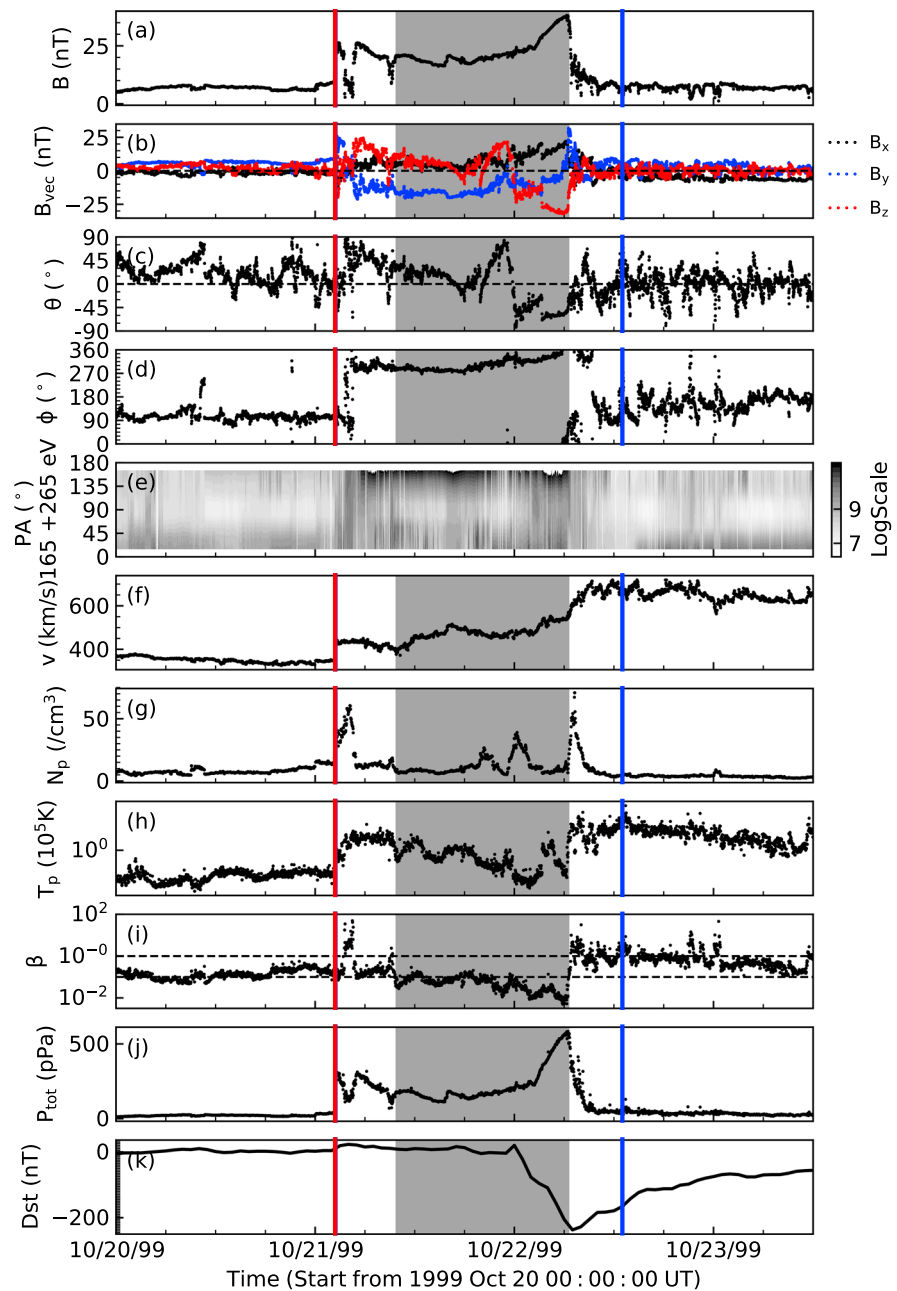 (a)
B (nT)
25
0
(b)
B_vec (nT)
25
0
−25
B_x
B_y
B_z
(c)
θ (°)
90
45
0
-45
-90
(d)
ϕ (°)
360
270
180
90
0
(e)
PA (°)
165 +265 eV
180
135
90
45
0
9
7
LogScale
(f)
v (km/s)
600
400
(g)
N_p (/cm³)
50
0
(h)
T_p (10⁵K)
10⁰
(i)
β
10²
10⁻⁰
10⁻²
(j)
P_tot (pPa)
500
0
(k)
Dst (nT)
0
−200
10/20/99 10/21/99 10/22/99 10/23/99
Time (Start from 1999 Oct 20 00 : 00 : 00 UT)